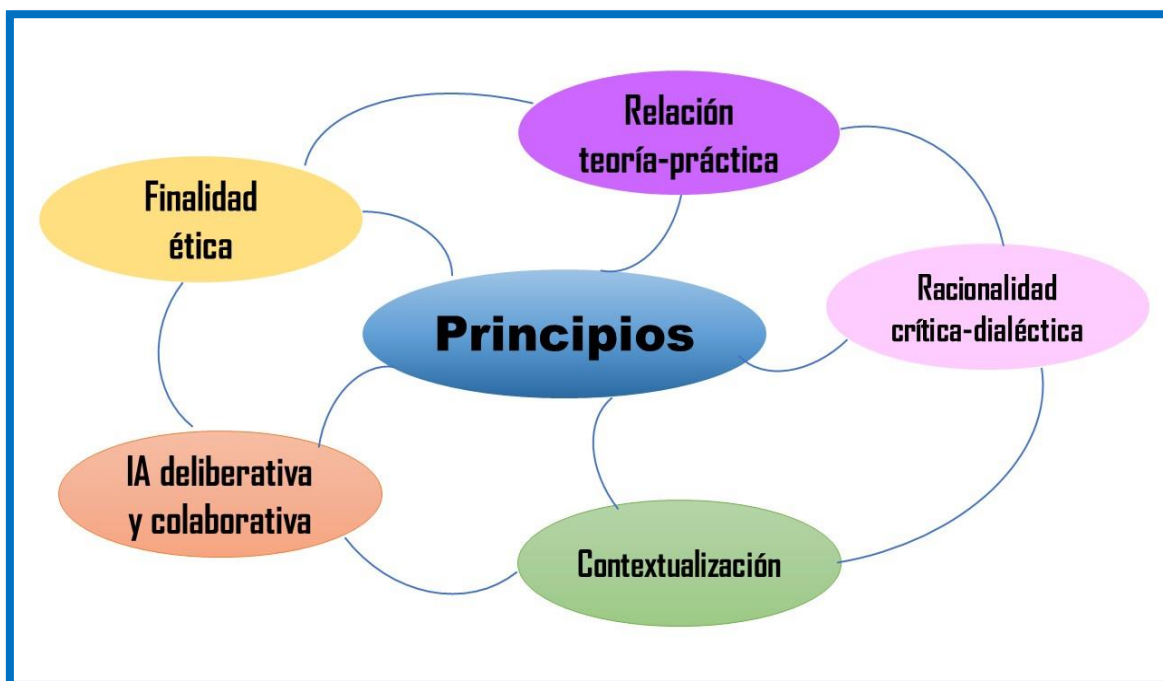 Relación
teoría-práctica
Finalidad
ética
Racionalidad
crítica-dialéctica
Principios
IA deliberativa
y colaborativa
Contextualización